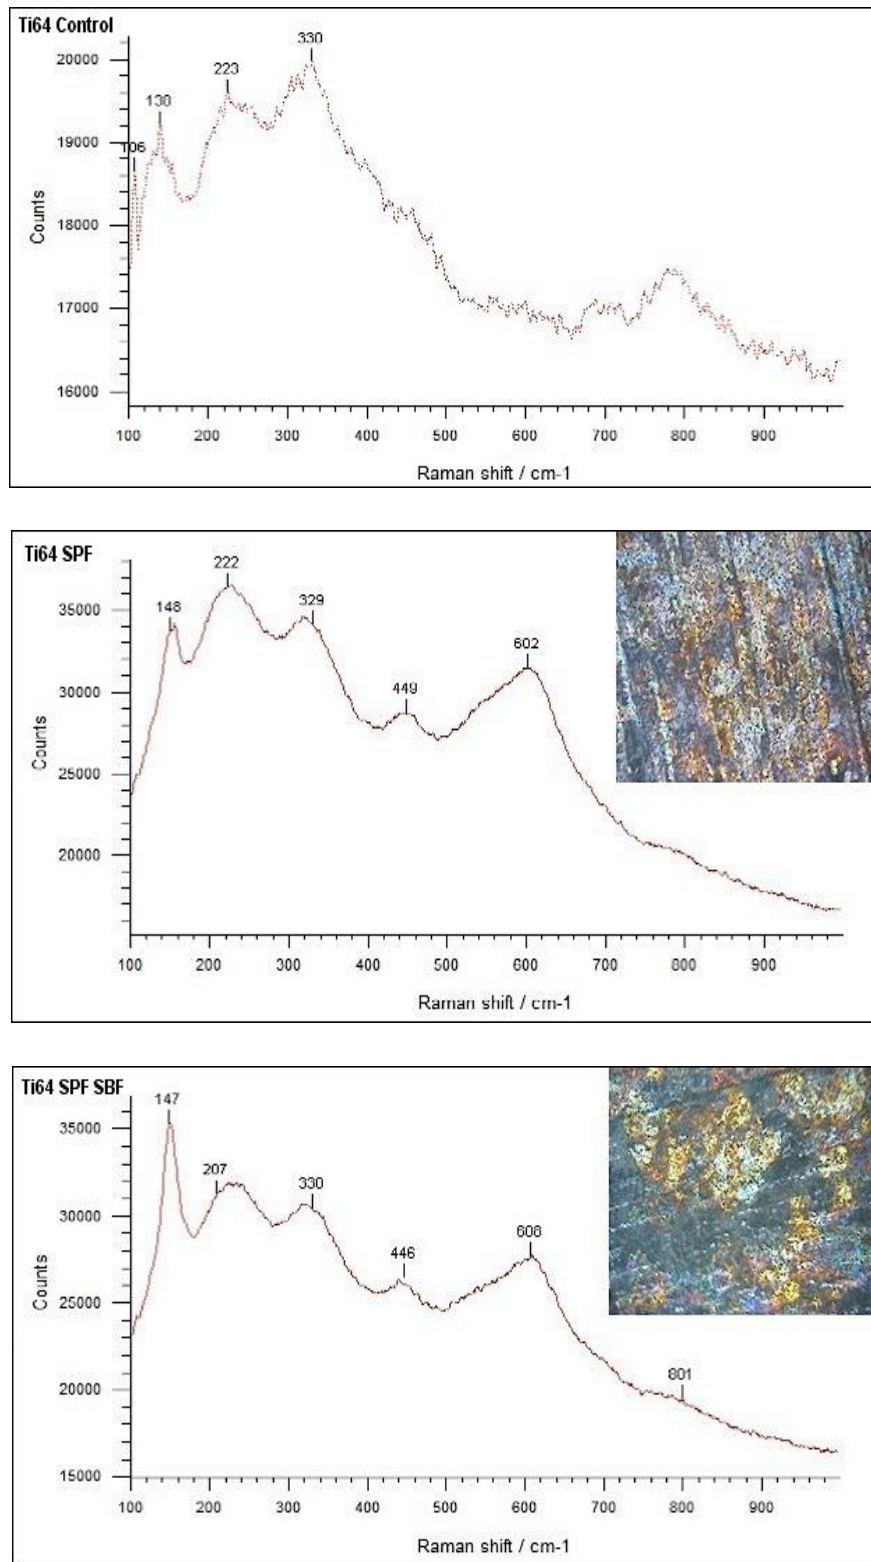 Ti64 Control
330
20000
223
138
19000
106
Counts
18000
17000
16000
100 200 300 400 500 600 700 800 900
Raman shift / cm-1
Ti64 SPF
222
35000
148
329
602
449
30000
Counts
25000
20000
100 200 300 400 500 600 700 800 900
Raman shift / cm-1
Ti64 SPF SBF
147
35000
207
330
446
608
30000
Counts
25000
801
20000
15000
100 200 300 400 500 600 700 800 900
Raman shift / cm-1